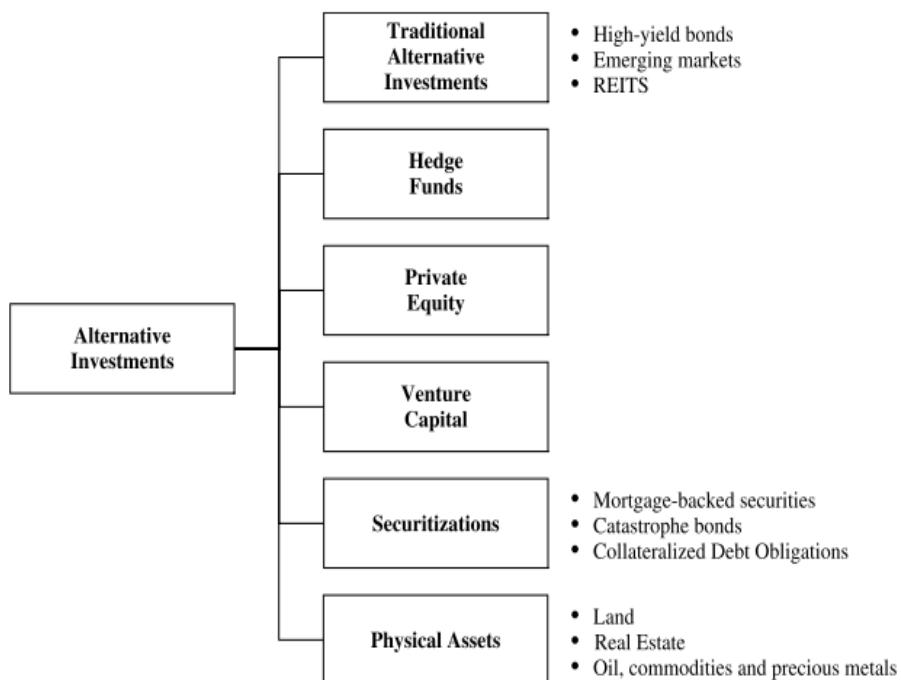 Traditional
Alternative
Investments
• High-yield bonds
• Emerging markets
• REITS
Hedge
Funds
Private
Equity
Alternative
Investments
Venture
Capital
Securitizations
• Mortgage-backed securities
• Catastrophe bonds
• Collateralized Debt Obligations
Physical Assets
• Land
• Real Estate
• Oil, commodities and precious metals